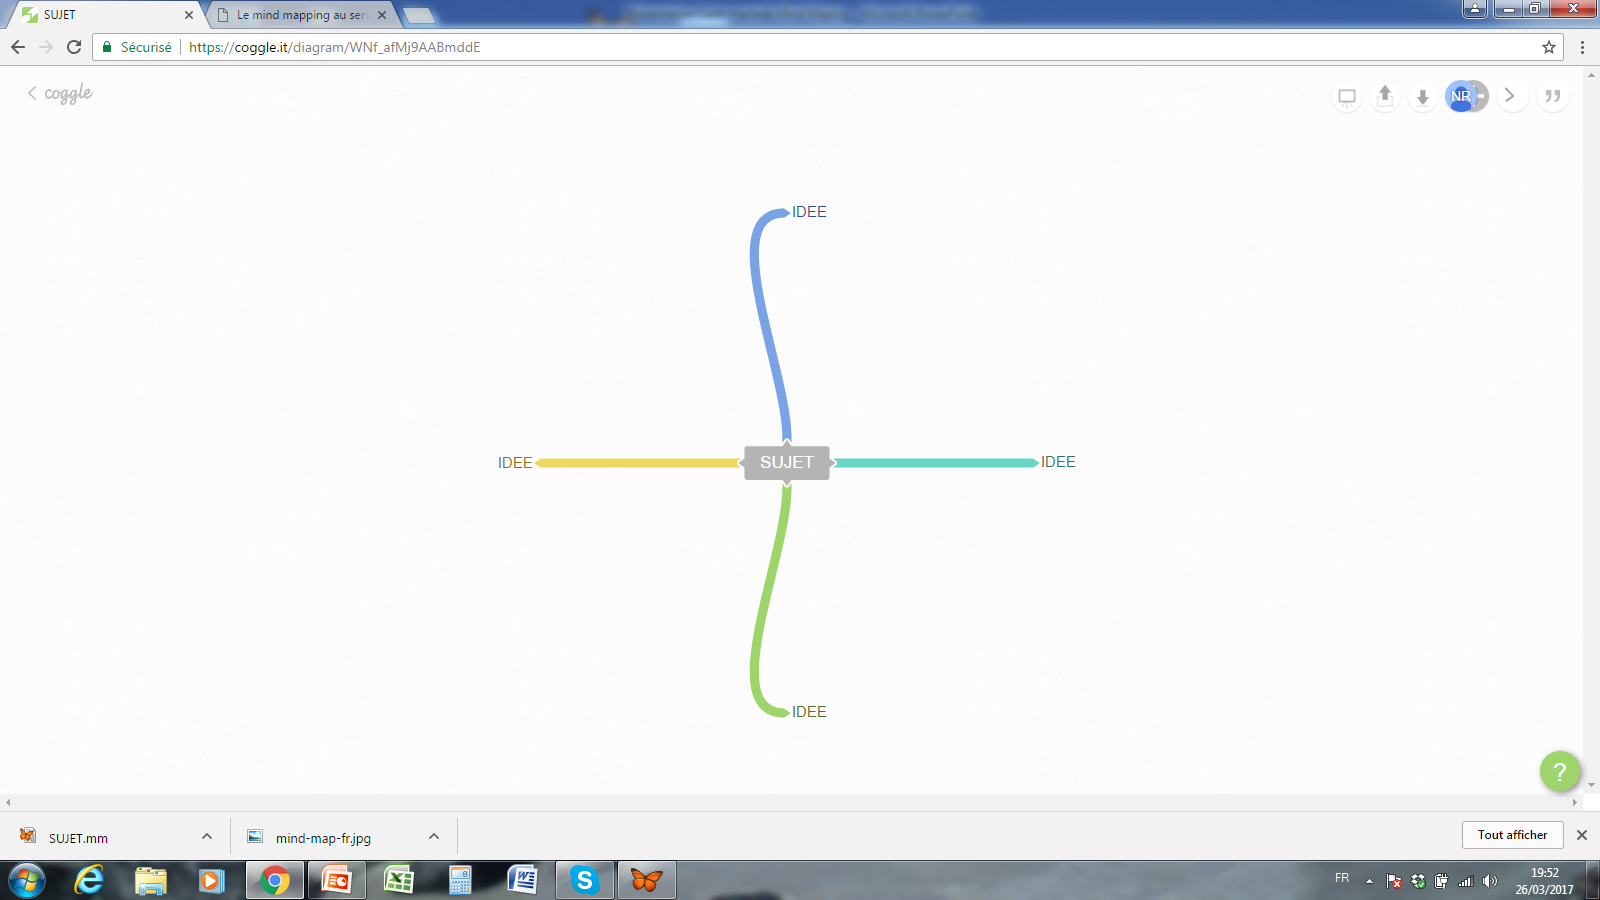 SUJET
Le mind mapping au ser
Sécurisé
https://coggle.it/diagram/WNf_afMj9AABmddE
coggle
NR
IDEE
IDEE
SUJET
IDEE
IDEE
?
SUJET.mm
mind-map-fr.jpg
Tout afficher
FR
19:52
26/03/2017